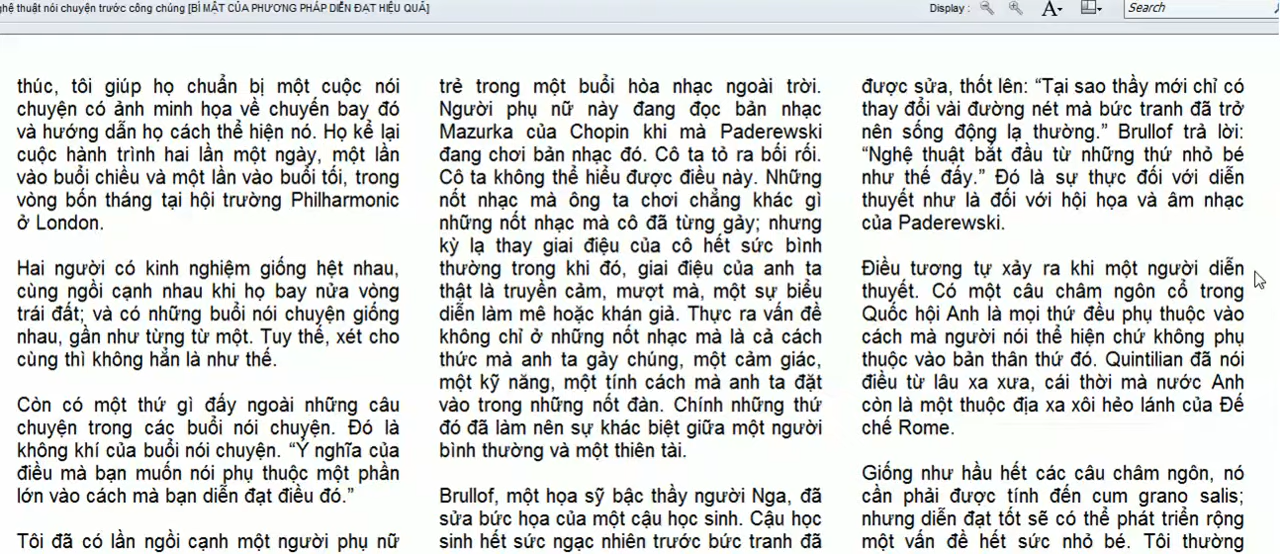 hệ thuật nói chuyện trước công chúng [BÍ MẬT CỦA PHƯƠNG PHÁP DIỄN ĐẠT HIỆU QUẢ]
Display :
A
Search
thúc, tôi giúp họ chuẩn bị một cuộc nói
chuyện có ảnh minh họa về chuyến bay đó
và hướng dẫn họ cách thể hiện nó. Họ kể lại
cuộc hành trình hai lần một ngày, một lần
vào buổi chiều và một lần vào buổi tối, trong
vòng bốn tháng tại hội trường Philharmonic
ở London.
Hai người có kinh nghiệm giống hệt nhau,
cùng ngồi cạnh nhau khi họ bay nửa vòng
trái đất; và có những buổi nói chuyện giống
nhau, gần như từng từ một. Tuy thế, xét cho
cùng thì không hẳn là như thế.
Còn có một thứ gì đấy ngoài những câu
chuyện trong các buổi nói chuyện. Đó là
không khí của buổi nói chuyện. “Ý nghĩa của
điều mà bạn muốn nói phụ thuộc một phần
lớn vào cách mà bạn diễn đạt điều đó.”
Tôi đã có lần ngồi cạnh một người phụ nữ
trẻ trong một buổi hòa nhạc ngoài trời.
Người phụ nữ này đang đọc bản nhạc
Mazurka của Chopin khi mà Paderewski
đang chơi bản nhạc đó. Cô ta tỏ ra bối rối.
Cô ta không thể hiểu được điều này. Những
nốt nhạc mà ông ta chơi chẳng khác gì
những nốt nhạc mà cô đã từng gảy; nhưng
kỳ lạ thay giai điệu của cô hết sức bình
thường trong khi đó, giai điệu của anh ta
thật là truyền cảm, mượt mà, một sự biểu
diễn làm mê hoặc khán giả. Thực ra vấn đề
không chỉ ở những nốt nhạc mà là cả cách
thức mà anh ta gảy chúng, một cảm giác,
một kỹ năng, một tính cách mà anh ta đặt
vào trong những nốt đàn. Chính những thứ
đó đã làm nên sự khác biệt giữa một người
bình thường và một thiên tài.
Brullof, một họa sỹ bậc thầy người Nga, đã
sửa bức họa của một cậu học sinh. Cậu học
sinh hết sức ngạc nhiên trước bức tranh đã
được sửa, thốt lên: “Tại sao thầy mới chỉ có
thay đổi vài đường nét mà bức tranh đã trở
nên sống động lạ thường.” Brullof trả lời:
“Nghệ thuật bắt đầu từ những thứ nhỏ bé
như thế đấy.” Đó là sự thực đối với diễn
thuyết như là đối với hội họa và âm nhạc
của Paderewski.
Điều tương tự xảy ra khi một người diễn
thuyết. Có một câu châm ngôn cổ trong
Quốc hội Anh là mọi thứ đều phụ thuộc vào
cách mà người nói thể hiện chứ không phụ
thuộc vào bản thân thứ đó. Quintilian đã nói
điều từ lâu xa xưa, cái thời mà nước Anh
còn là một thuộc địa xa xôi hẻo lánh của Đế
chế Rome.
Giống như hầu hết các câu châm ngôn, nó
cần phải được tính đến cum grano salis;
nhưng diễn đạt tốt sẽ có thể phát triển rộng
một vấn đề hết sức nhỏ bé. Tôi thường